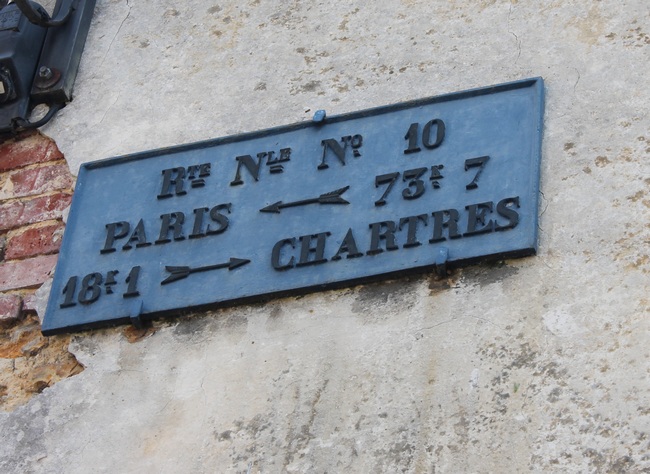 RTE NLE NO 10
PARIS ← 73K 7
18K 1 → CHARTRES